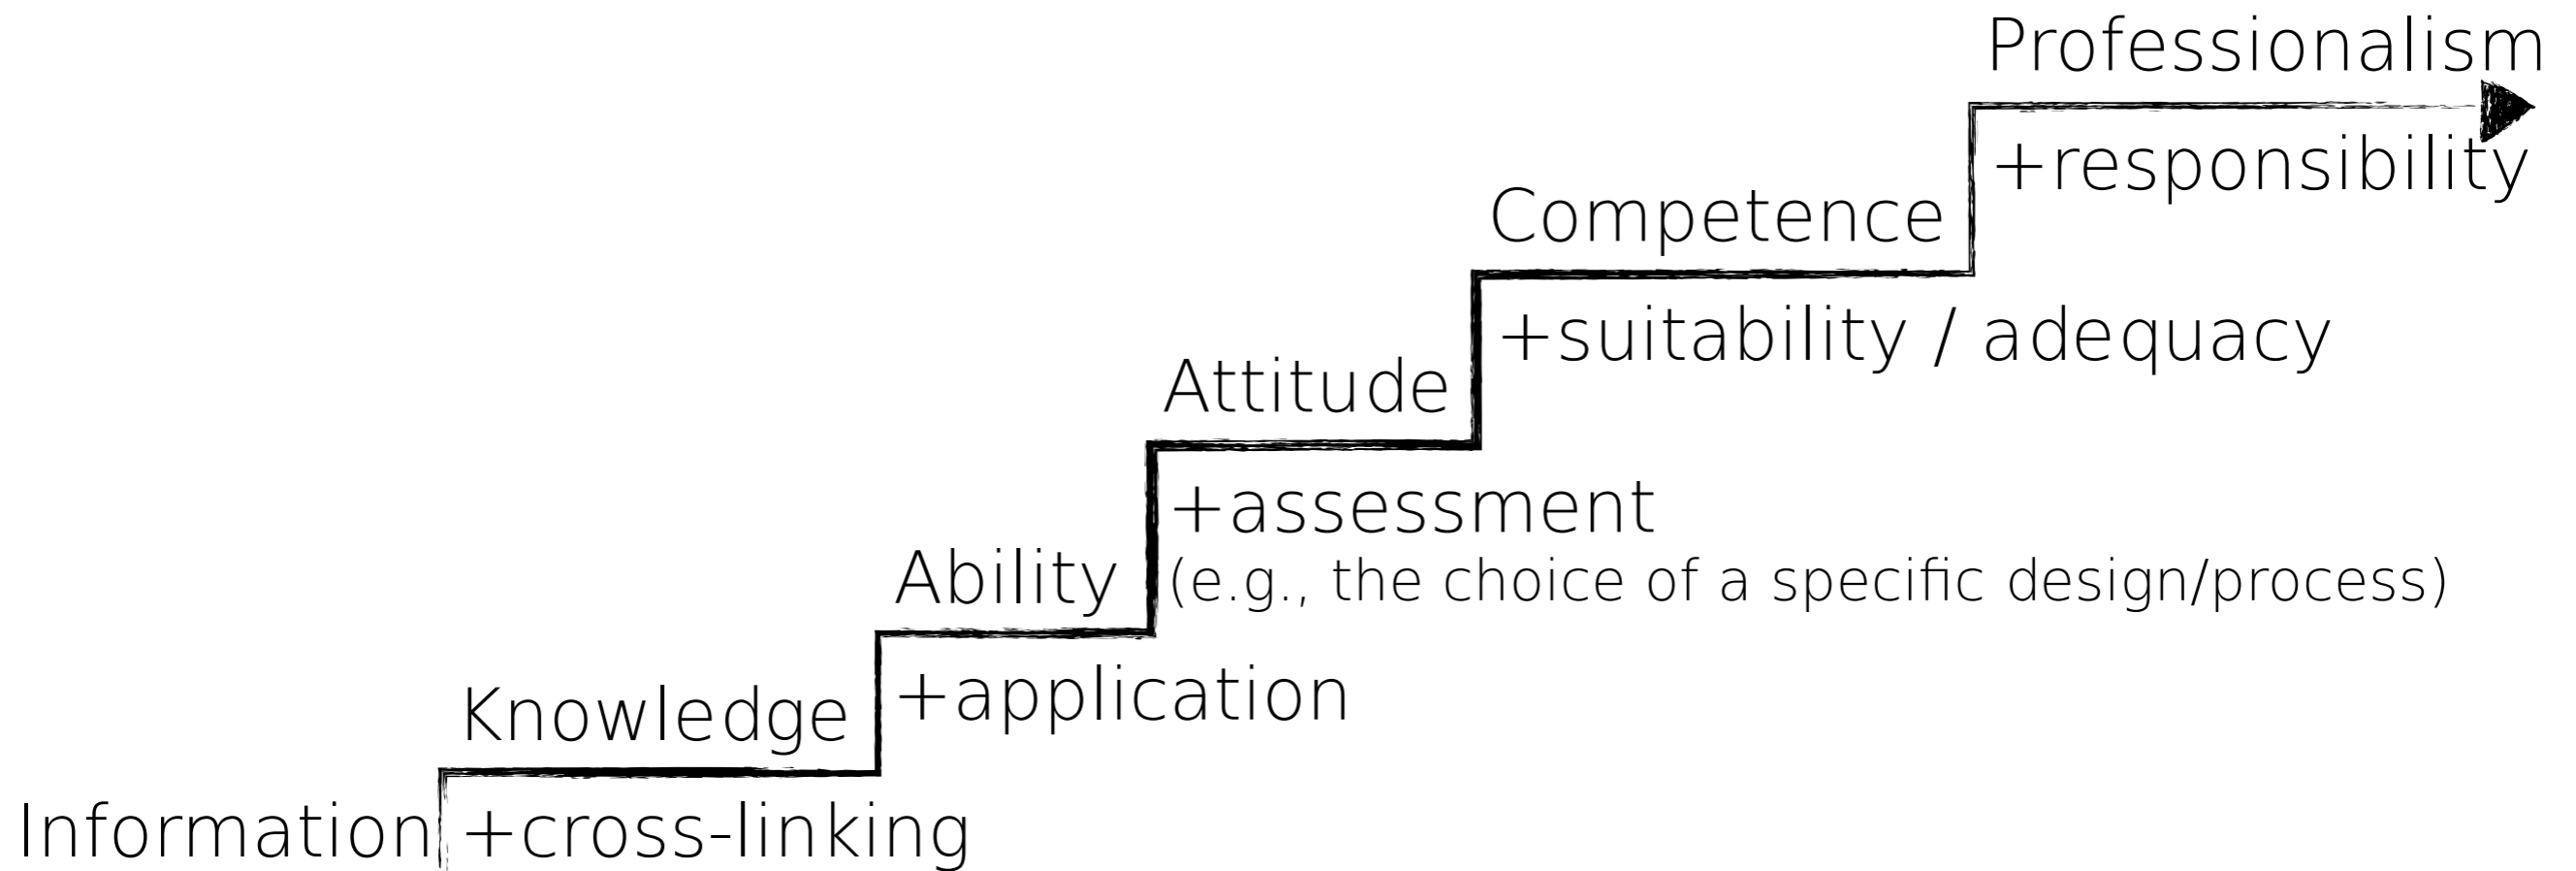 Professionalism
+responsibility
Competence
+suitability / adequacy
Attitude
+assessment
(e.g., the choice of a specific design/process)
Ability
+application
Knowledge
Information
+cross-linking